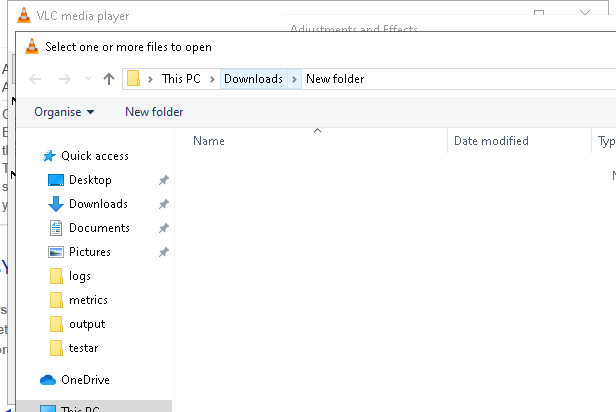 VLC media player
Adjustments and Effects
Select one or more files to open
This PC > Downloads > New folder
Organise New folder
Name Date modified
Quick access
Desktop
Downloads
Documents
Pictures
logs
metrics
output
testar
OneDrive
This PC